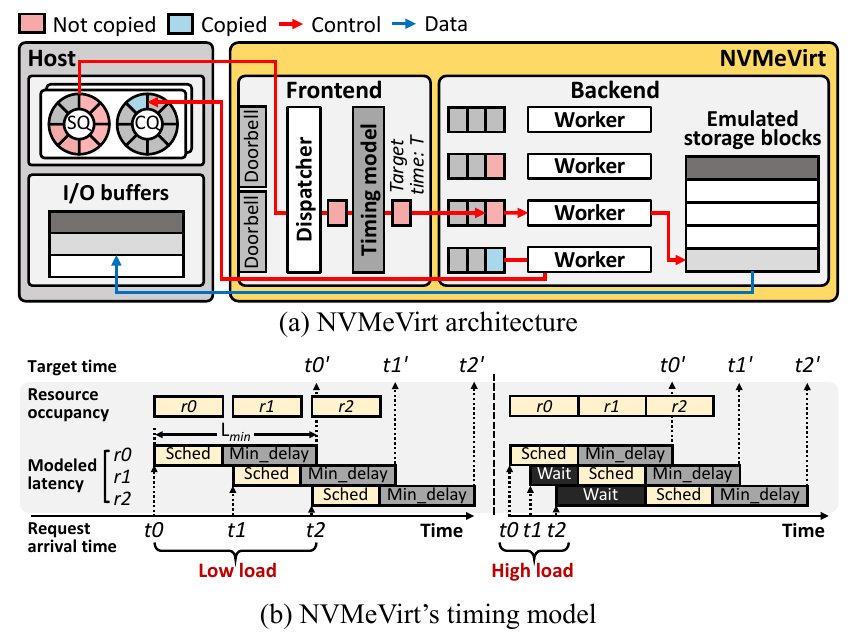 Not copied Copied Control Data
Host
NVMeVirt
SQ CQ
I/O buffers
Frontend
Doorbell
Doorbell
Dispatcher
Timing model
Target
time: T
Backend
Worker
Worker
Worker
Worker
Emulated
storage blocks
(a) NVMeVirt architecture
Target time t0' t1' t2' t0' t1' t2'
Resource
occupancy
r0 r1 r2 r0 r1 r2
Lmin
Modeled
latency
r0 Sched Min_delay Sched Min_delay
r1 Sched Min_delay Wait Sched Min_delay
r2 Sched Min_delay Wait Sched Min_delay
Request
arrival time
t0 t1 t2 Time t0 t1 t2 Time
Low load High load
(b) NVMeVirt's timing model